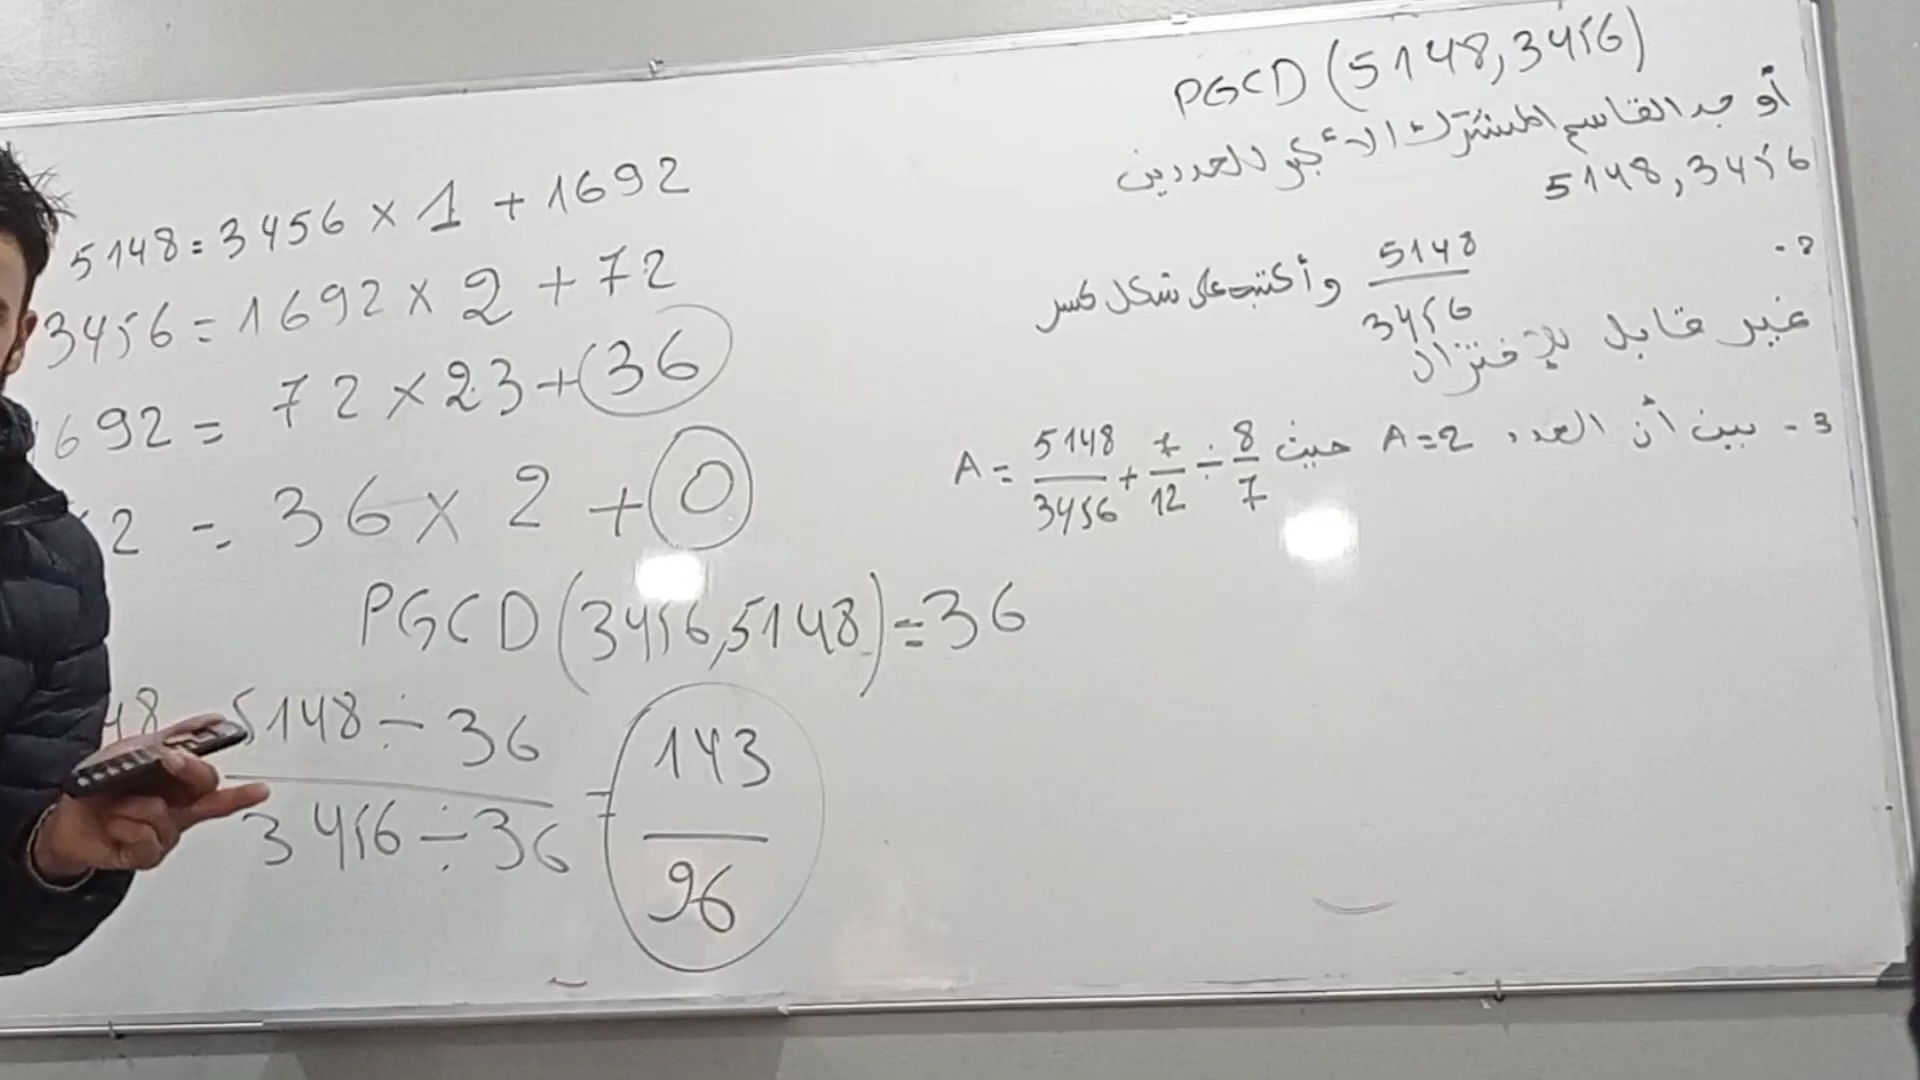 PGCD (5148,3456)
أوجد القاسم المشترك الأكبر للعددين
5148,3456
2 -
5148/3456 وأكتب على شكل كسر
غير قابل للإختزال
3 - بين أن العدد A=2 حيث A = 5148/3456 + 7/12 ÷ 8/7
5148 = 3456 × 1 + 1692
3456 = 1692 × 2 + 72
692 = 72 × 23 + 36
2 = 36 × 2 + 0
PGCD (3456,5148) = 36
48 5148 ÷ 36 / 3456 ÷ 36 = 143/96